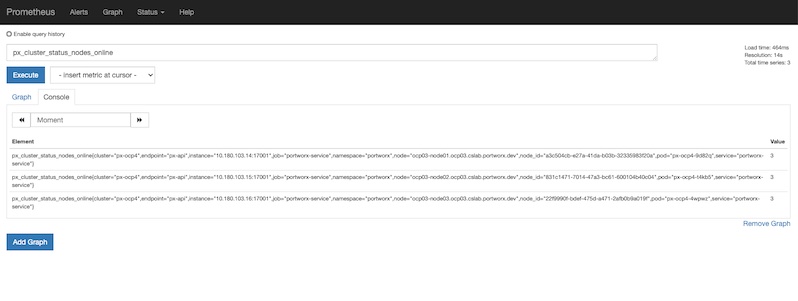 Prometheus Alerts Graph Status Help
Enable query history
px_cluster_status_nodes_online
Load time: 464ms
Resolution: 14s
Total time series: 3
Execute - insert metric at cursor -
Graph Console
Moment
Element Value
px_cluster_status_nodes_online{cluster="px-ocp4",endpoint="px-api",instance="10.180.103.14:17001",job="portworx-service",namespace="portworx",node="ocp03-node01.ocp03.cslab.portworx.dev",node_id="a3c504cb-e27a-41da-b03b-32335983f20a",pod="px-ocp4-9d82q",service="portworx- 3
service"}
px_cluster_status_nodes_online{cluster="px-ocp4",endpoint="px-api",instance="10.180.103.15:17001",job="portworx-service",namespace="portworx",node="ocp03-node02.ocp03.cslab.portworx.dev",node_id="831c1471-7014-47a3-bc61-600104b40c04",pod="px-ocp4-t4kb5",service="portworx- 3
service"}
px_cluster_status_nodes_online{cluster="px-ocp4",endpoint="px-api",instance="10.180.103.16:17001",job="portworx-service",namespace="portworx",node="ocp03-node03.ocp03.cslab.portworx.dev",node_id="22f9990f-bdef-475d-a471-2afb0b9a019f",pod="px-ocp4-4wpwz",service="portworx- 3
service"}
Remove Graph
Add Graph